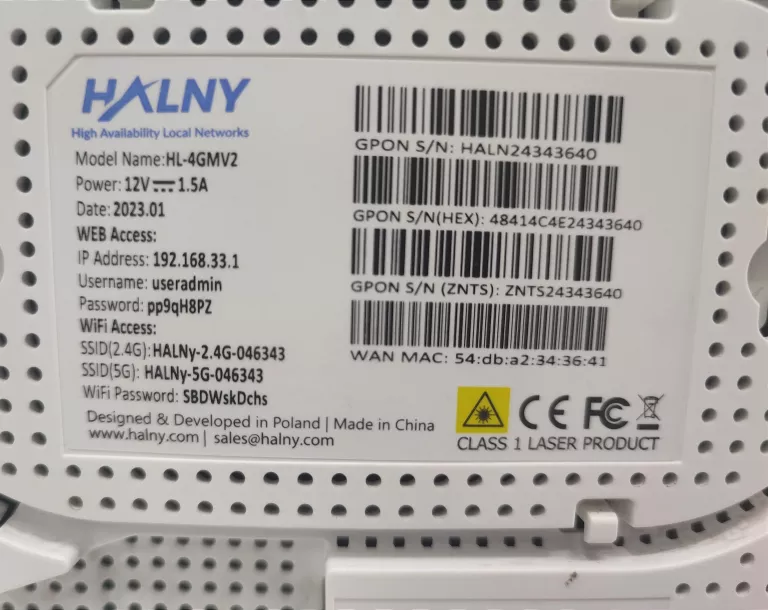 HALNY
High Availability Local Networks
Model Name:HL-4GMV2
Power: 12V⎓1.5A
Date: 2023.01
WEB Access:
IP Address: 192.168.33.1
Username: useradmin
Password: pp9qH8PZ
WiFi Access:
SSID(2.4G):HALNy-2.4G-046343
SSID(5G): HALNy-5G-046343
WiFi Password: SBDWskDchs
Designed & Developed in Poland | Made in China
www.halny.com | sales@halny.com
GPON S/N: HALN24343640
GPON S/N(HEX): 48414C4E24343640
GPON S/N (ZNTS): ZNTS24343640
WAN MAC: 54:db:a2:34:36:41
CE FC
CLASS 1 LASER PRODUCT